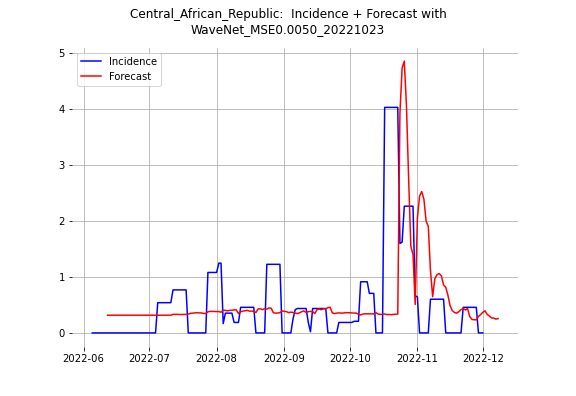 Central_African_Republic:  Incidence + Forecast with
WaveNet_MSE0.0050_20221023
Incidence
Forecast
5
4
3
2
1
0
2022-06 2022-07 2022-08 2022-09 2022-10 2022-11 2022-12